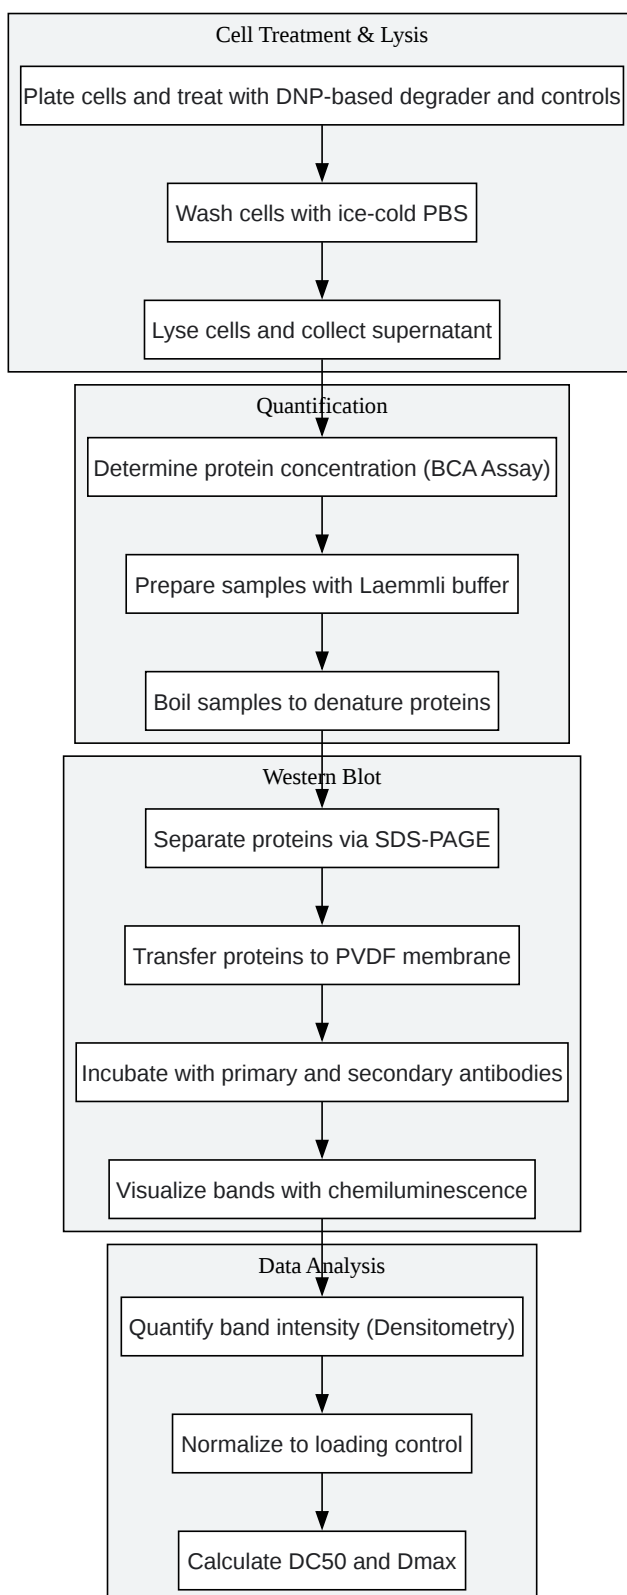 Cell Treatment & Lysis
Plate cells and treat with DNP-based degrader and controls
Wash cells with ice-cold PBS
Lyse cells and collect supernatant
Quantification
Determine protein concentration (BCA Assay)
Prepare samples with Laemmli buffer
Boil samples to denature proteins
Western Blot
Separate proteins via SDS-PAGE
Transfer proteins to PVDF membrane
Incubate with primary and secondary antibodies
Visualize bands with chemiluminescence
Data Analysis
Quantify band intensity (Densitometry)
Normalize to loading control
Calculate DC50 and Dmax